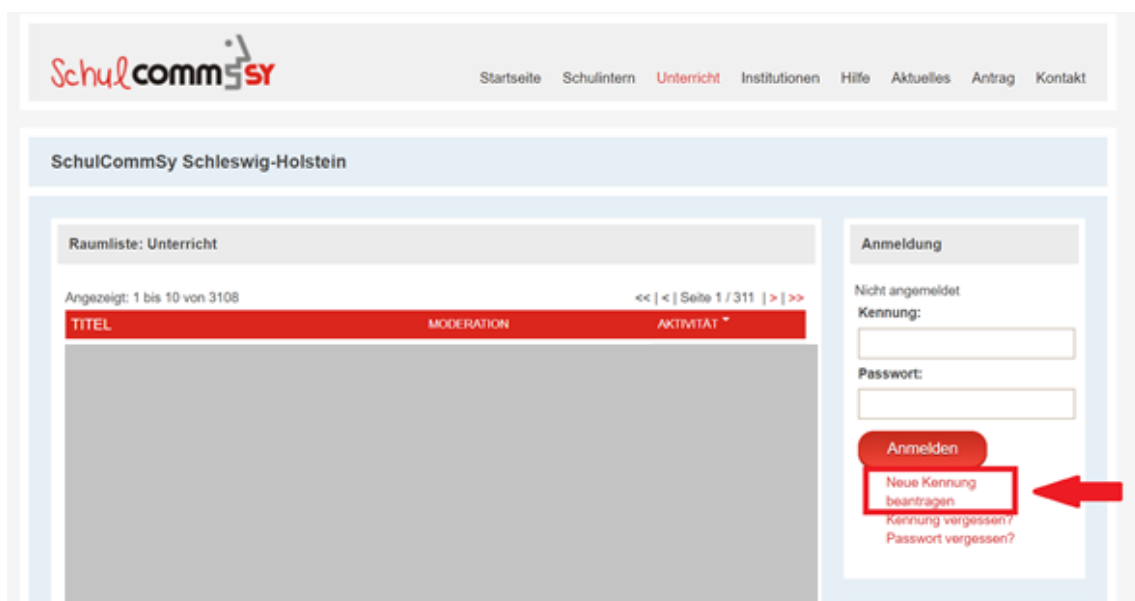 Schulcommsy
Startseite Schulintern Unterricht Institutionen Hilfe Aktuelles Antrag Kontakt
SchulCommSy Schleswig-Holstein
Raumliste: Unterricht
Angezeigt: 1 bis 10 von 3108 << | < | Seite 1 / 311 | > | >>
TITEL MODERATION AKTIVITÄT
Anmeldung
Nicht angemeldet
Kennung:
Passwort:
Anmelden
Neue Kennung
beantragen
Kennung vergessen?
Passwort vergessen?